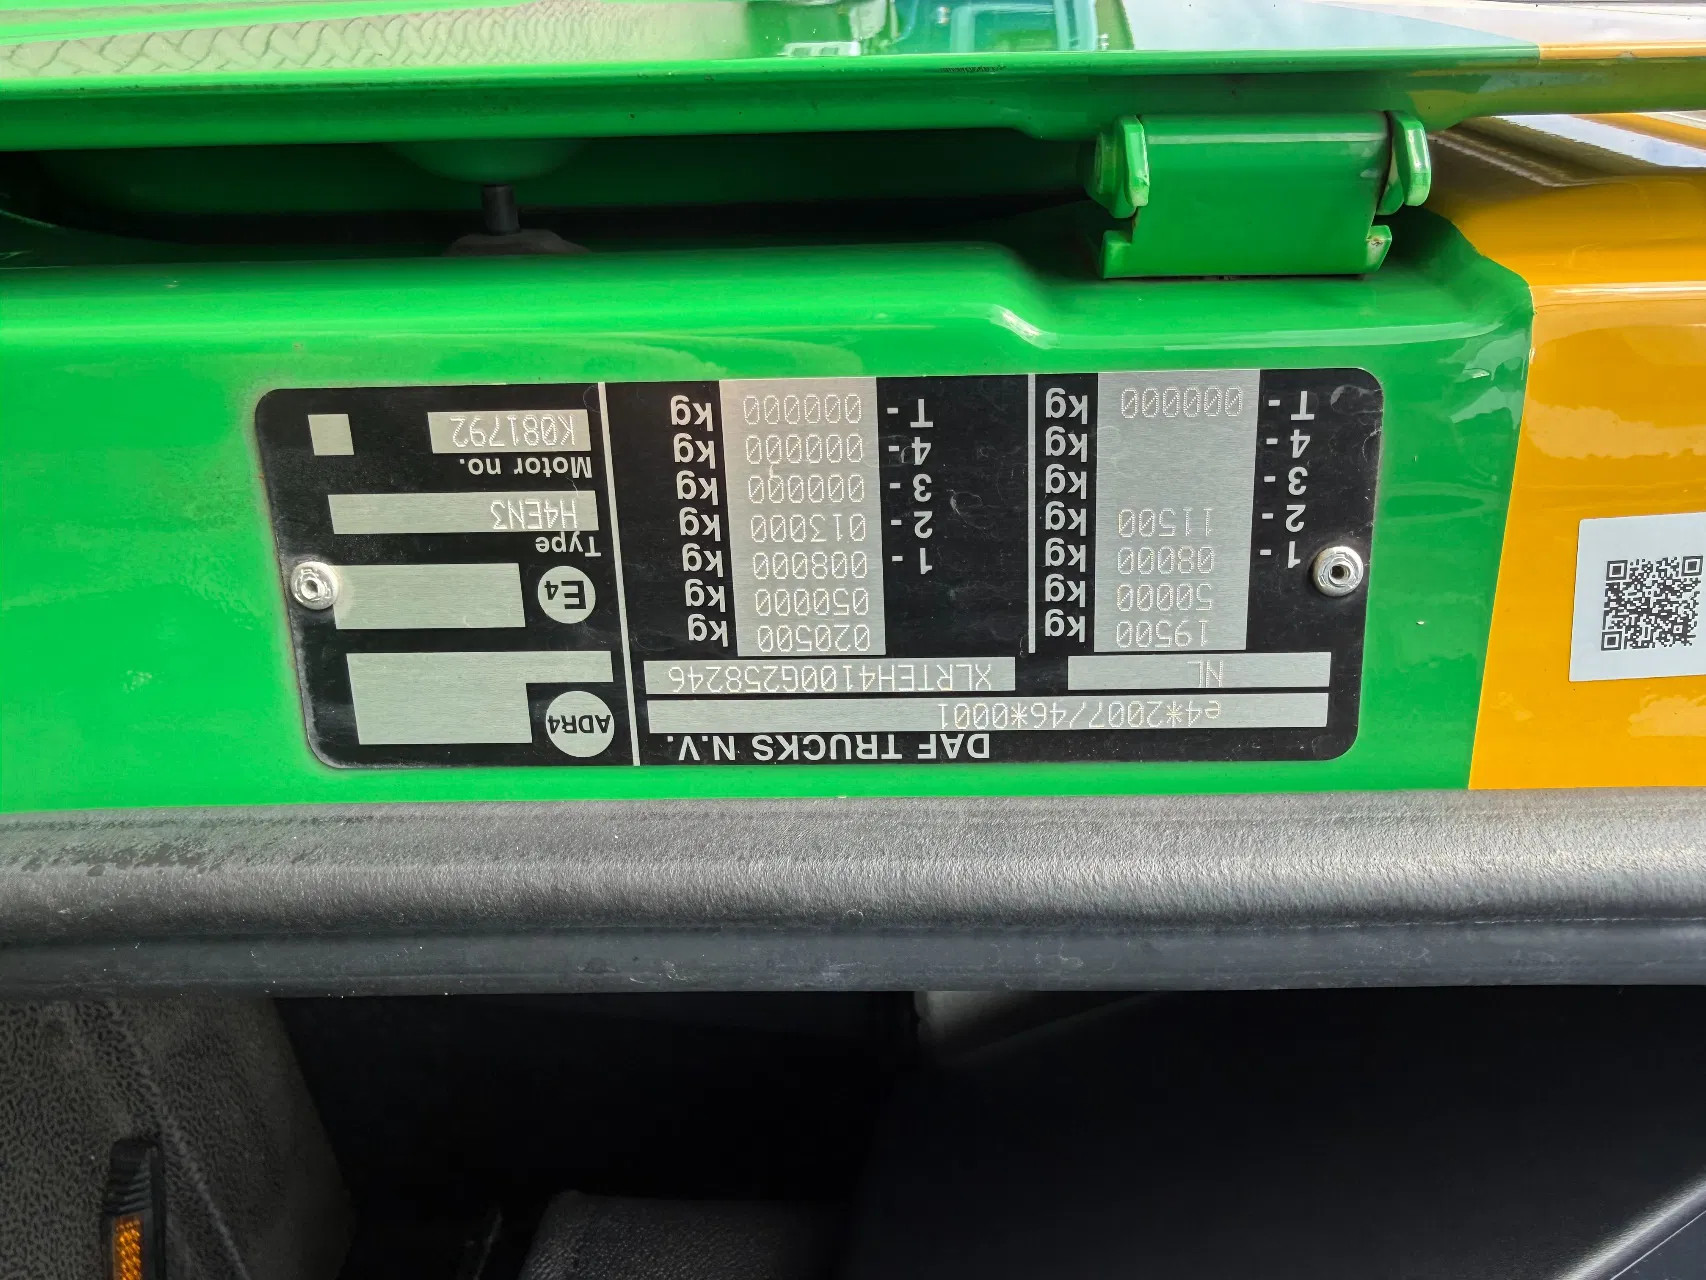 DAF TRUCKS N.V.
e4*2007/46*0001
NL XLRTEH4100G258246
19500 kg 020500 kg
50000 kg 050000 kg
1 - 08000 kg 1 - 008000 kg
2 - 11500 kg 2 - 013000 kg
3 - kg 3 - 000000 kg
4 - kg 4 - 000000 kg
T - 000000 kg T - 000000 kg
ADR4
E4
Type
H4EN3
Motor no.
K081792